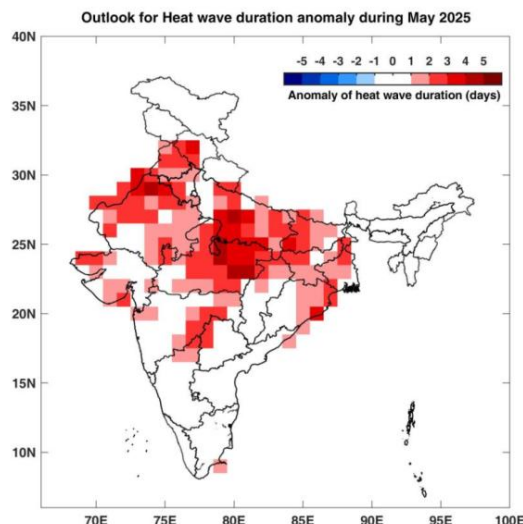 Outlook for Heat wave duration anomaly during May 2025
40N
-5 -4 -3 -2 -1 0 1 2 3 4 5
Anomaly of heat wave duration (days)
35N
30N
25N
20N
15N
10N
70E 75E 80E 85E 90E 95E 100E